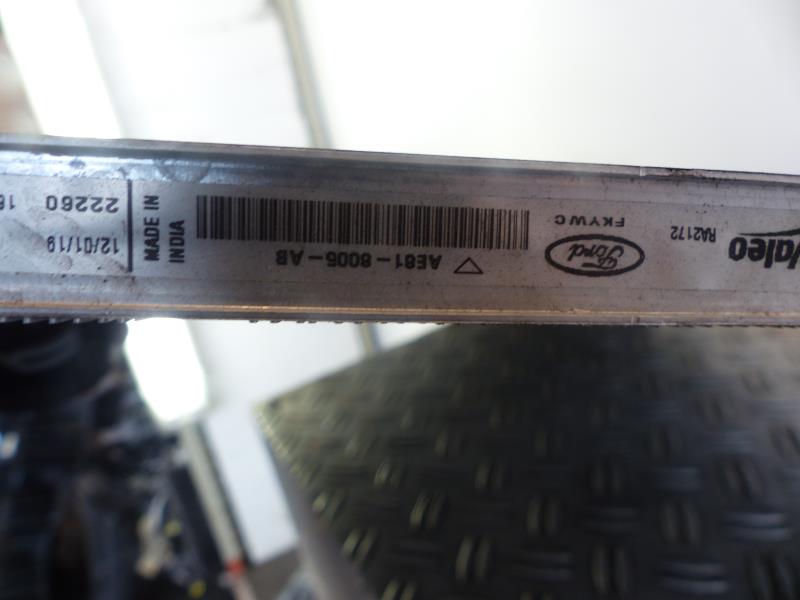 Valeo
RA2172
Ford
FKYWC
AE81-8005-AB
MADE IN
INDIA
12/01/19
22260